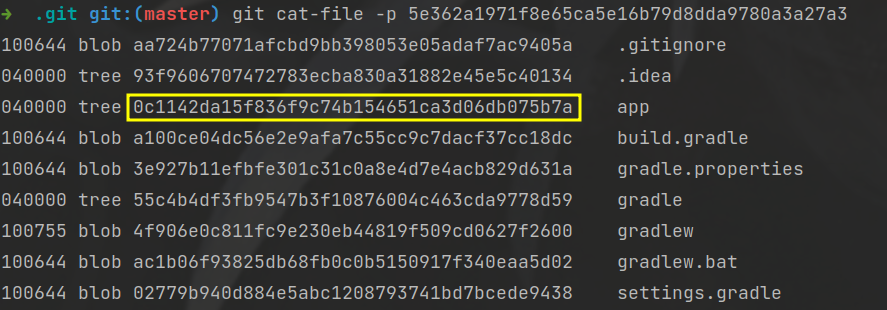 ➜ .git git:(master) git cat-file -p 5e362a1971f8e65ca5e16b79d8dda9780a3a27a3
100644 blob aa724b77071afcbd9bb398053e05adaf7ac9405a .gitignore
040000 tree 93f9606707472783ecba830a31882e45e5c40134 .idea
040000 tree 0c1142da15f836f9c74b154651ca3d06db075b7a app
100644 blob a100ce04dc56e2e9afa7c55cc9c7dacf37cc18dc build.gradle
100644 blob 3e927b11efbfe301c31c0a8e4d7e4acb829d631a gradle.properties
040000 tree 55c4b4df3fb9547b3f10876004c463cda9778d59 gradle
100755 blob 4f906e0c811fc9e230eb44819f509cd0627f2600 gradlew
100644 blob ac1b06f93825db68fb0c0b5150917f340eaa5d02 gradlew.bat
100644 blob 02779b940d884e5abc1208793741bd7bcede9438 settings.gradle